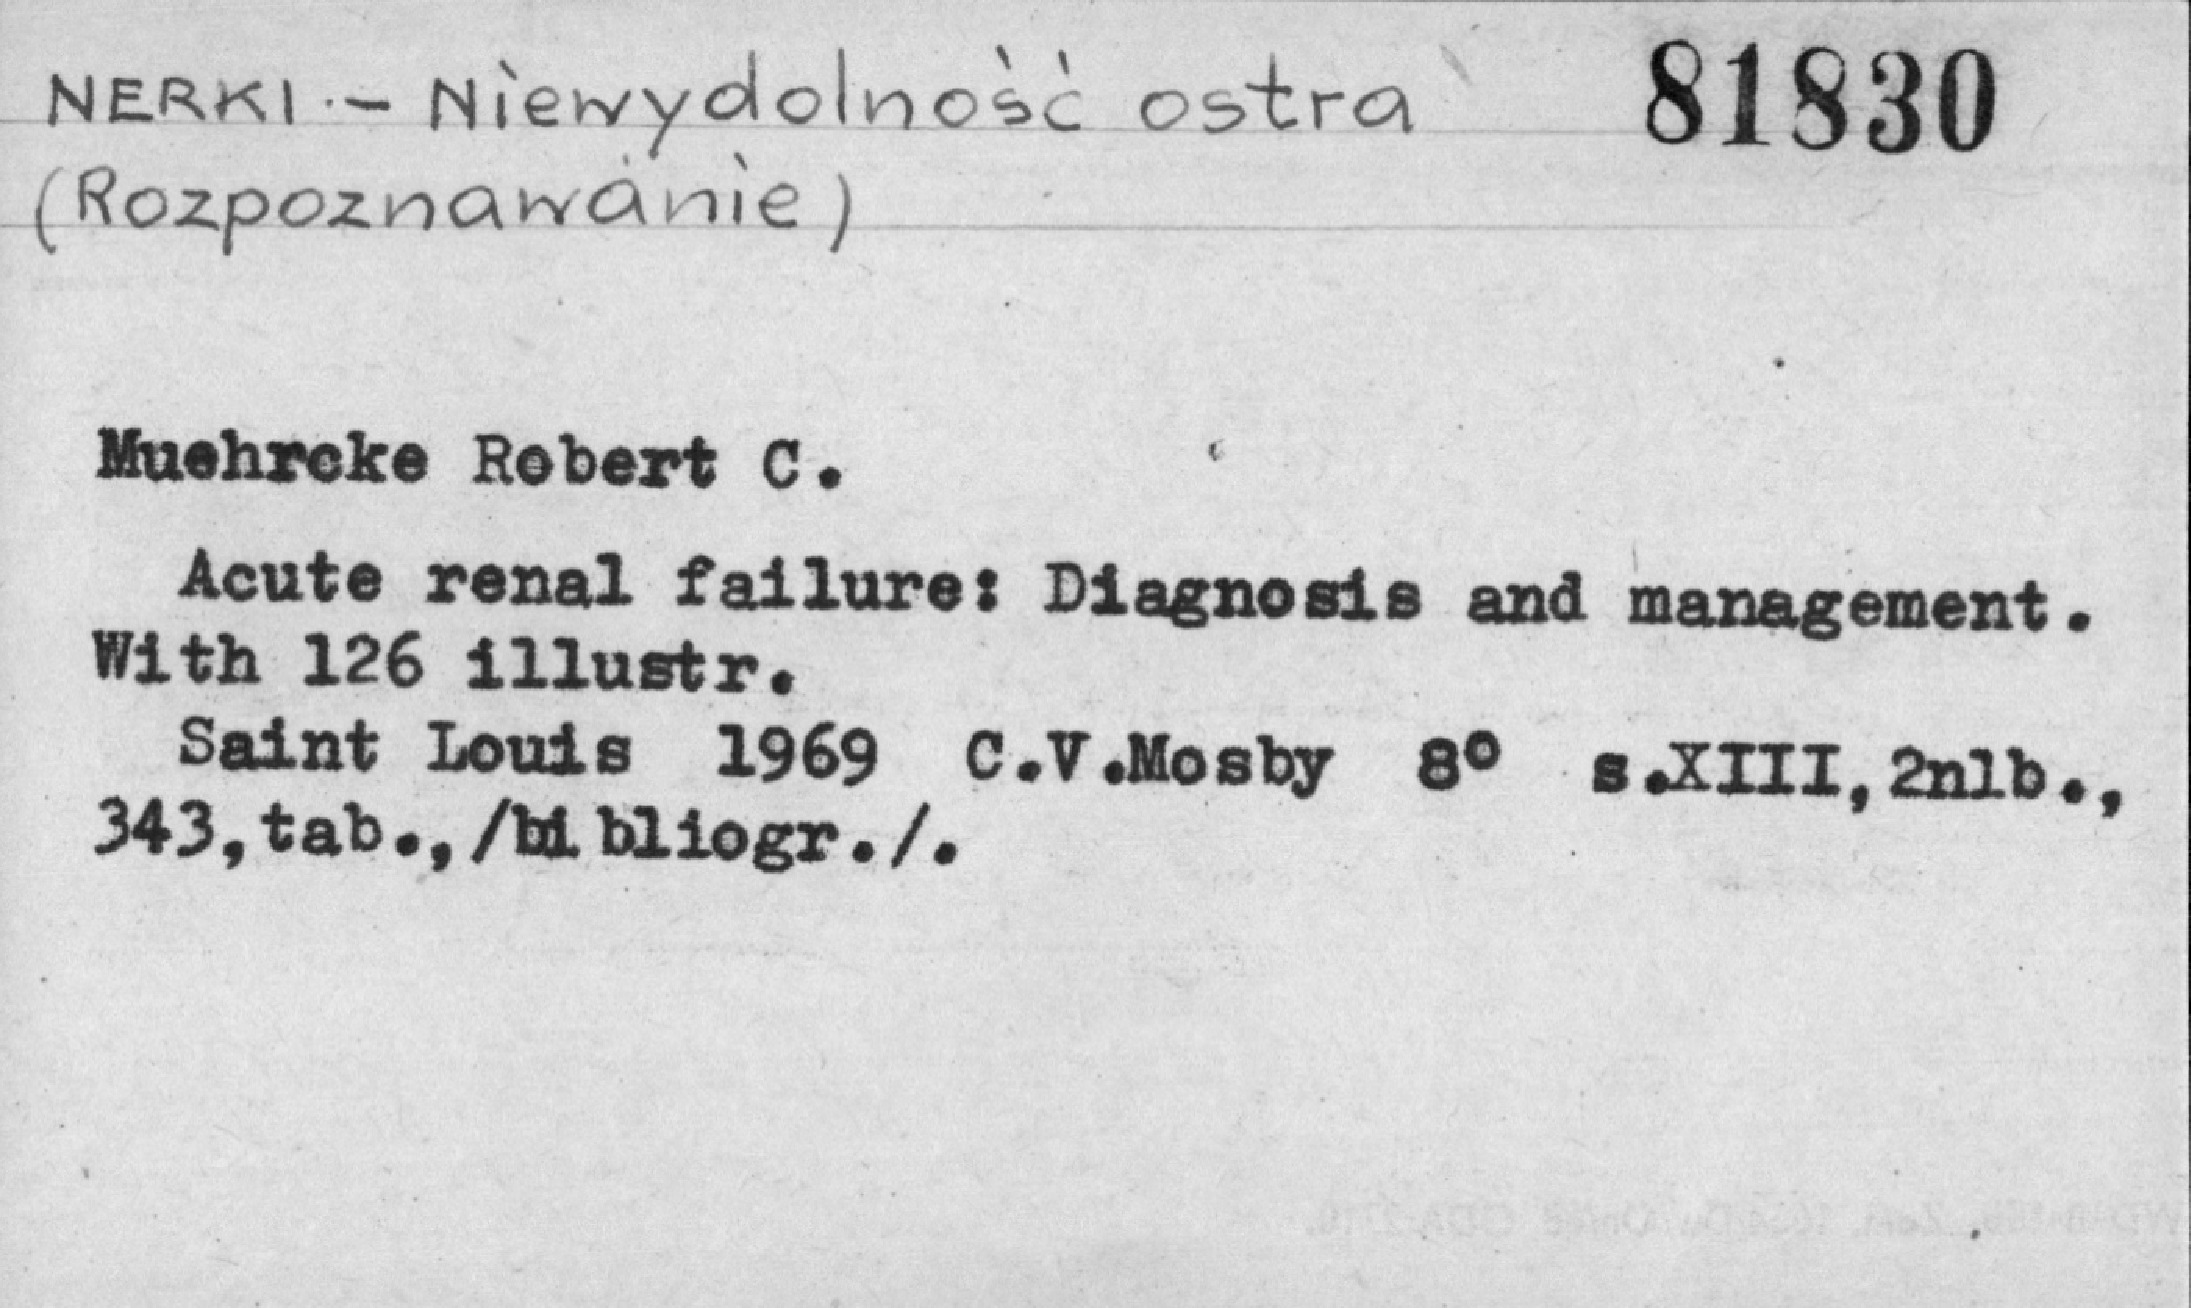 NERKI - Niewydolność ostra 81830
(Rozpoznawanie)
Muehrcke Robert C.
Acute renal failure: Diagnosis and management.
With 126 illustr.
Saint Louis 1969 C.V.Mosby 8° s.XIII,2nlb.,
343,tab.,/bibliogr./.